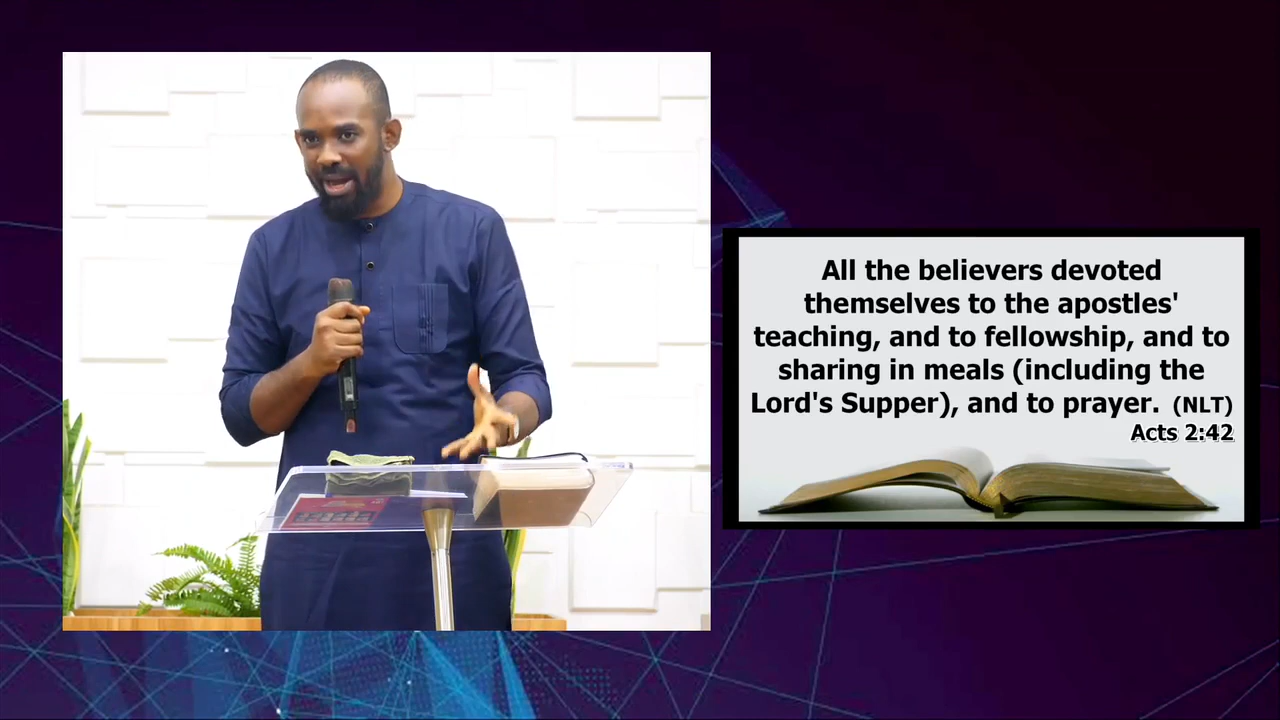 All the believers devoted
themselves to the apostles'
teaching, and to fellowship, and to
sharing in meals (including the
Lord's Supper), and to prayer. (NLT)
Acts 2:42